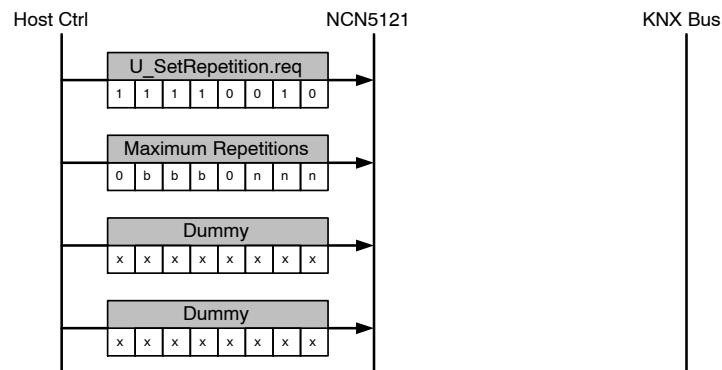 Host Ctrl NCN5121 KNX Bus
U_SetRepetition.req
1 1 1 1 0 0 1 0
Maximum Repetitions
0 b b b 0 n n n
Dummy
x x x x x x x x
Dummy
x x x x x x x x